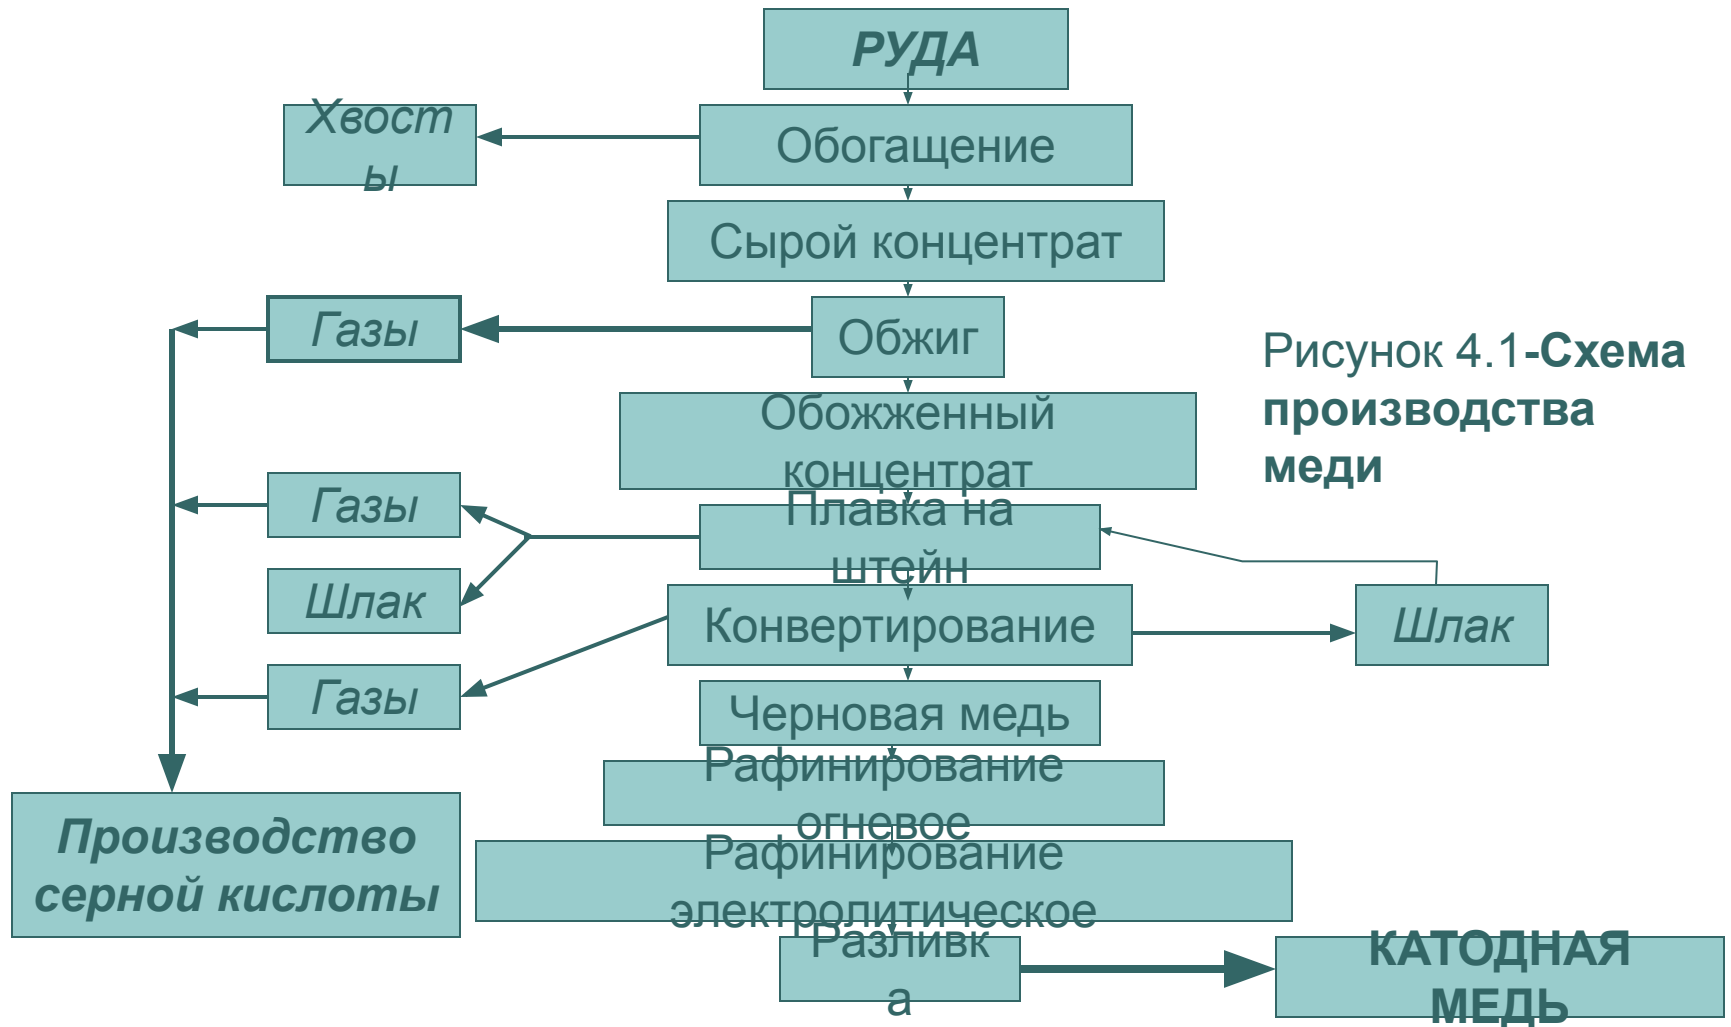 РУДА
Хвост
ы
Обогащение
Сырой концентрат
Газы
Обжиг
Рисунок 4.1-Схема
производства
меди
Обожженный
концентрат
Газы
Плавка на
штейн
Шлак
Конвертирование
Шлак
Газы
Черновая медь
Рафинирование
огневое
Производство
серной кислоты
Рафинирование
электролитическое
Разливк
а
КАТОДНАЯ
МЕДЬ